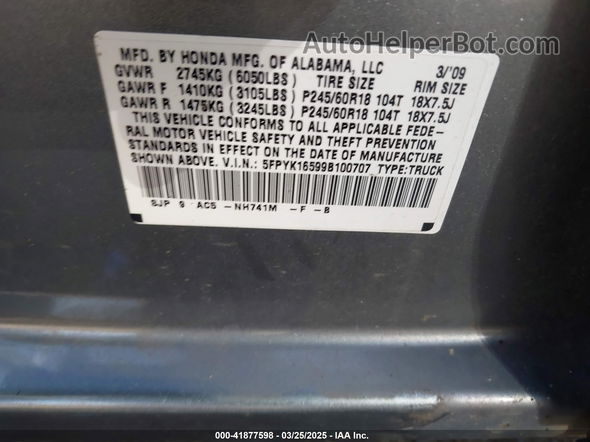 AutoHelperBot.com
MFD. BY HONDA MFG. OF ALABAMA, LLC 3/'09
GVWR 2745KG (6050LBS) TIRE SIZE RIM SIZE
GAWR F 1410KG (3105LBS) P245/60R18 104T 18X7.5J
GAWR R 1475KG (3245LBS) P245/60R18 104T 18X7.5J
THIS VEHICLE CONFORMS TO ALL APPLICABLE FEDE-
RAL MOTOR VEHICLE SAFETY AND THEFT PREVENTION
STANDARDS IN EFFECT ON THE DATE OF MANUFACTURE
SHOWN ABOVE. V.I.N.: 5FPYK16599B100707 TYPE:TRUCK
SJP 9 AC5 -NH741M -F -B
000-41877598 - 03/25/2025 - IAA Inc.